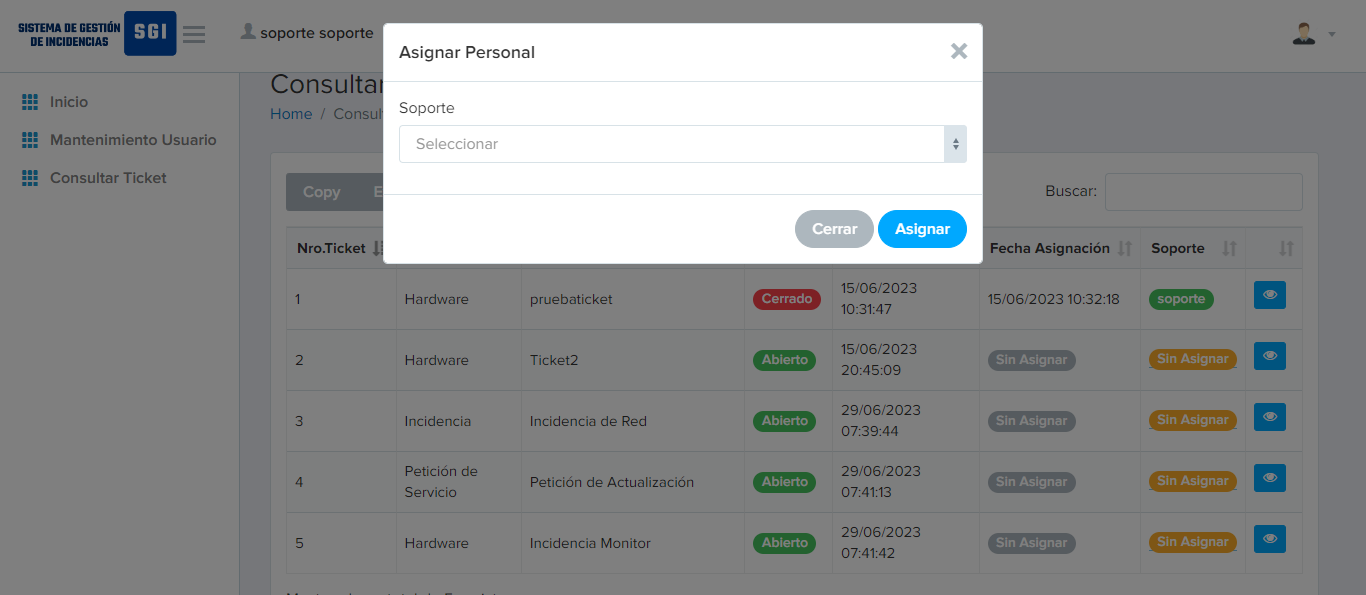 SISTEMA DE GESTIÓN
DE INCIDENCIAS
SGI
soporte soporte
Inicio
Mantenimiento Usuario
Consultar Ticket
Consultar
Home / Consul
Asignar Personal
Soporte
Seleccionar
Cerrar Asignar
Copy E
Buscar:
Nro.Ticket Fecha Asignación Soporte
1 Hardware pruebaticket Cerrado 15/06/2023 10:31:47 15/06/2023 10:32:18 soporte
2 Hardware Ticket2 Abierto 15/06/2023 20:45:09 Sin Asignar Sin Asignar
3 Incidencia Incidencia de Red Abierto 29/06/2023 07:39:44 Sin Asignar Sin Asignar
4 Petición de Servicio Petición de Actualización Abierto 29/06/2023 07:41:13 Sin Asignar Sin Asignar
5 Hardware Incidencia Monitor Abierto 29/06/2023 07:41:42 Sin Asignar Sin Asignar